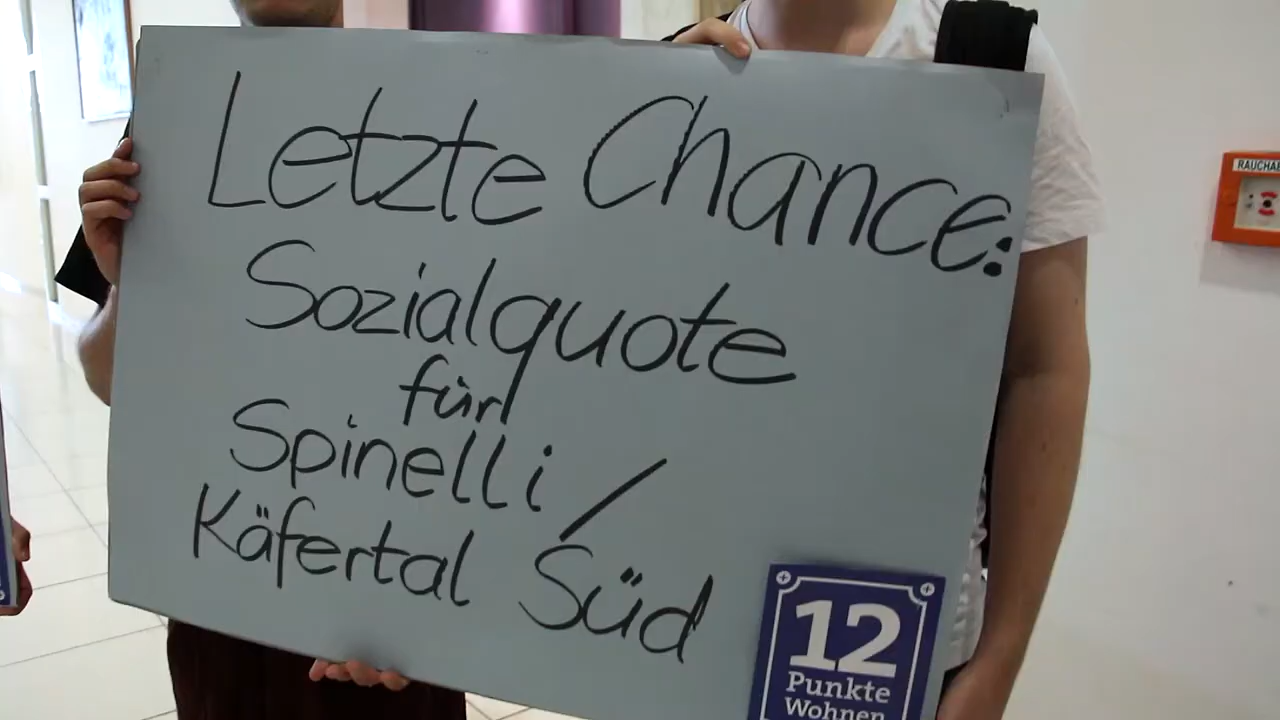 Letzte Chance:
Sozialquote
für
Spinelli /
Käfertal Süd
12
Punkte
Wohnen